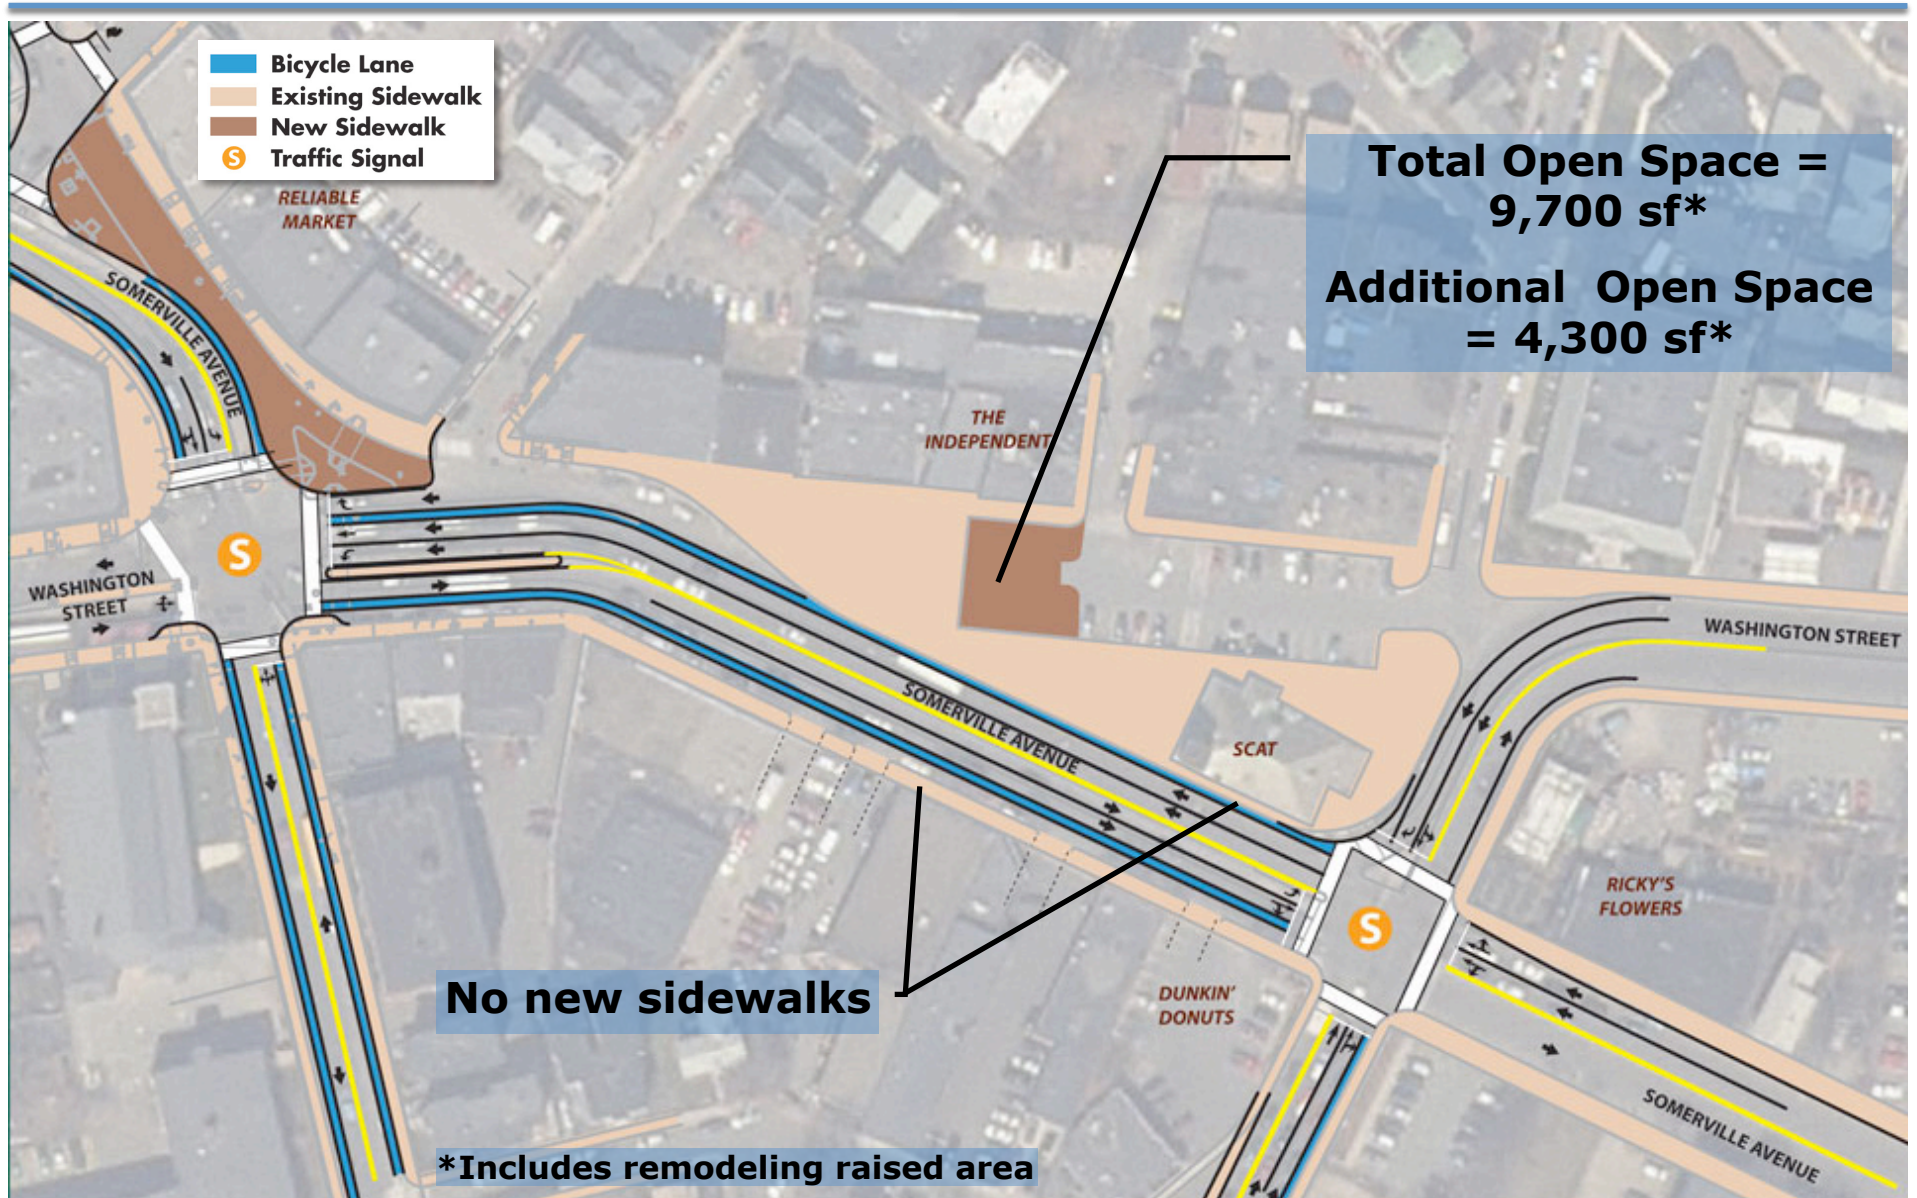 Bicycle Lane
Existing Sidewalk
New Sidewalk
S Traffic Signal
RELIABLE
MARKET
Total Open Space =
9,700 sf*
Additional Open Space
= 4,300 sf*
SOMERVILLE AVENUE
THE
INDEPENDENT
S
WASHINGTON
STREET
WASHINGTON STREET
SOMERVILLE AVENUE
SCAT
RICKY'S
FLOWERS
S
No new sidewalks
DUNKIN'
DONUTS
SOMERVILLE AVENUE
*Includes remodeling raised area